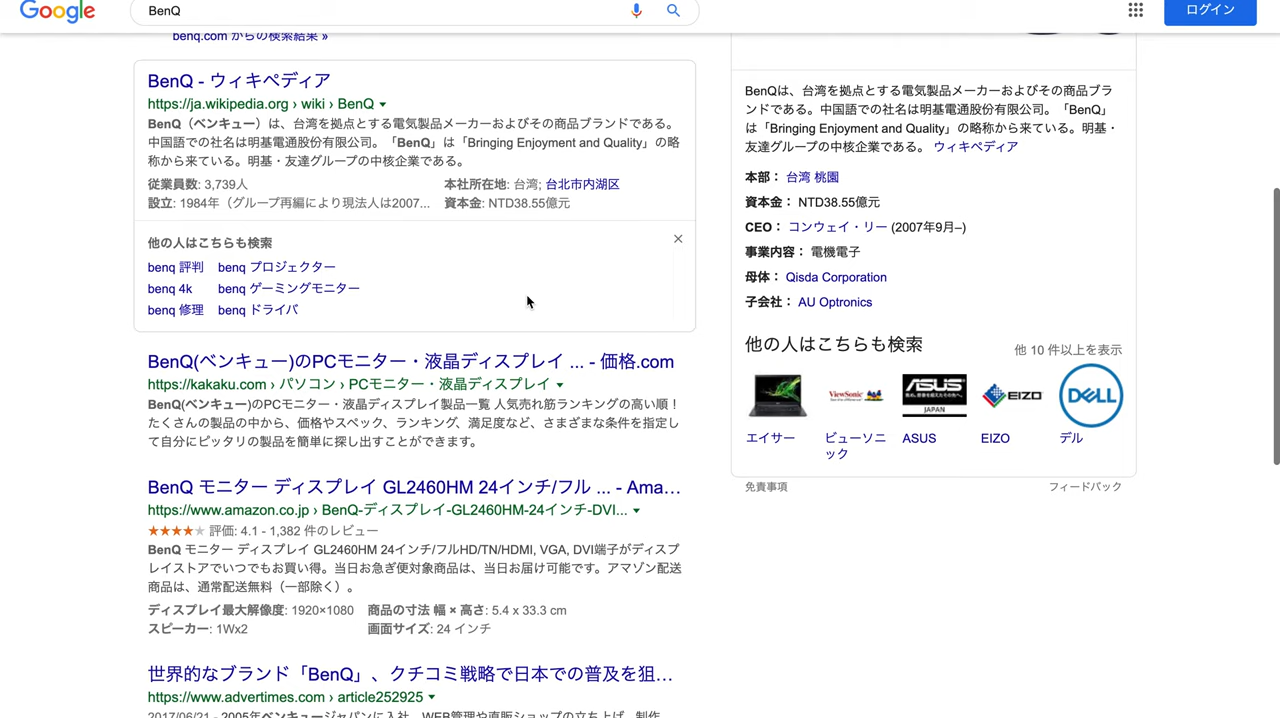 Google
BenQ
ログイン
benq.com からの検索結果 »
BenQ - ウィキペディア
https://ja.wikipedia.org › wiki › BenQ
BenQ（ベンキュー）は、台湾を拠点とする電気製品メーカーおよびその商品ブランドである。
中国語での社名は明基電通股份有限公司。「BenQ」は「Bringing Enjoyment and Quality」の略
称から来ている。明基・友達グループの中核企業である。
従業員数: 3,739人 本社所在地: 台湾; 台北市内湖区
設立: 1984年（グループ再編により現法人は2007... 資本金: NTD38.55億元
他の人はこちらも検索
benq 評判 benq プロジェクター
benq 4k benq ゲーミングモニター
benq 修理 benq ドライバ
BenQ(ベンキュー)のPCモニター・液晶ディスプレイ ... - 価格.com
https://kakaku.com › パソコン › PCモニター・液晶ディスプレイ
BenQ(ベンキュー)のPCモニター・液晶ディスプレイ製品一覧 人気売れ筋ランキングの高い順！
たくさんの製品の中から、価格やスペック、ランキング、満足度など、さまざまな条件を指定し
て自分にピッタリの製品を簡単に探し出すことができます。
BenQ モニター ディスプレイ GL2460HM 24インチ/フル ... - Ama...
https://www.amazon.co.jp › BenQ-ディスプレイ-GL2460HM-24インチ-DVI...
★★★★★ 評価: 4.1 - 1,382 件のレビュー
BenQ モニター ディスプレイ GL2460HM 24インチ/フルHD/TN/HDMI, VGA, DVI端子がディスプ
レイストアでいつでもお買い得。当日お急ぎ便対象商品は、当日お届け可能です。アマゾン配送
商品は、通常配送無料（一部除く）。
ディスプレイ最大解像度: 1920×1080 商品の寸法 幅 × 高さ: 5.4 x 33.3 cm
スピーカー: 1Wx2 画面サイズ: 24 インチ
世界的なブランド「BenQ」、クチコミ戦略で日本での普及を狙...
https://www.advertimes.com › article252925
2017/06/21 - 2005年ベンキュージャパンに入社、WEB管理や直販ショップの立ち上げ、制作
BenQは、台湾を拠点とする電気製品メーカーおよびその商品ブラ
ンドである。中国語での社名は明基電通股份有限公司。「BenQ」
は「Bringing Enjoyment and Quality」の略称から来ている。明基・
友達グループの中核企業である。 ウィキペディア
本部： 台湾 桃園
資本金： NTD38.55億元
CEO： コンウェイ・リー (2007年9月–)
事業内容： 電機電子
母体： Qisda Corporation
子会社： AU Optronics
他の人はこちらも検索
他 10 件以上を表示
ViewSonic
ASUS
JAPAN
EIZO
DELL
エイサー
ビューソニ
ック
ASUS
EIZO
デル
免責事項
フィードバック